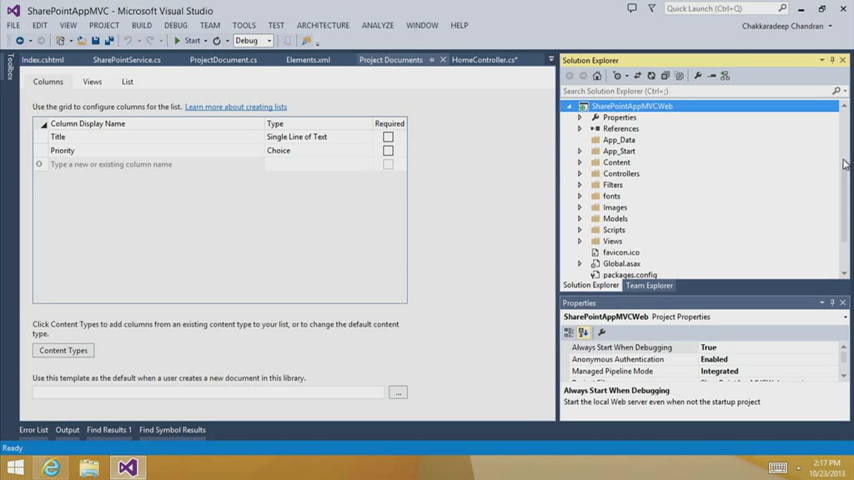 SharePointAppMVC - Microsoft Visual Studio
Quick Launch (Ctrl+Q)
FILE EDIT VIEW PROJECT BUILD DEBUG TEAM TOOLS TEST ARCHITECTURE ANALYZE WINDOW HELP
Chakkaradeep Chandran
Start Debug
Toolbox
Index.cshtml SharePointService.cs ProjectDocument.cs Elements.xml Project Documents HomeController.cs*
Columns Views List
Use the grid to configure columns for the list. Learn more about creating lists
Column Display Name Type Required
Title Single Line of Text
Priority Choice
Type a new or existing column name
Click Content Types to add columns from an existing content type to your list, or to change the default content
type.
Content Types
Use this template as the default when a user creates a new document in this library.
...
Solution Explorer
Search Solution Explorer (Ctrl+;)
SharePointAppMVCWeb
Properties
References
App_Data
App_Start
Content
Controllers
Filters
fonts
Images
Models
Scripts
Views
favicon.ico
Global.asax
packages.config
Solution Explorer Team Explorer
Properties
SharePointAppMVCWeb Project Properties
Always Start When Debugging True
Anonymous Authentication Enabled
Managed Pipeline Mode Integrated
Always Start When Debugging
Start the local Web server even when not the startup project
Error List Output Find Results 1 Find Symbol Results
Ready
2:17 PM
10/23/2013